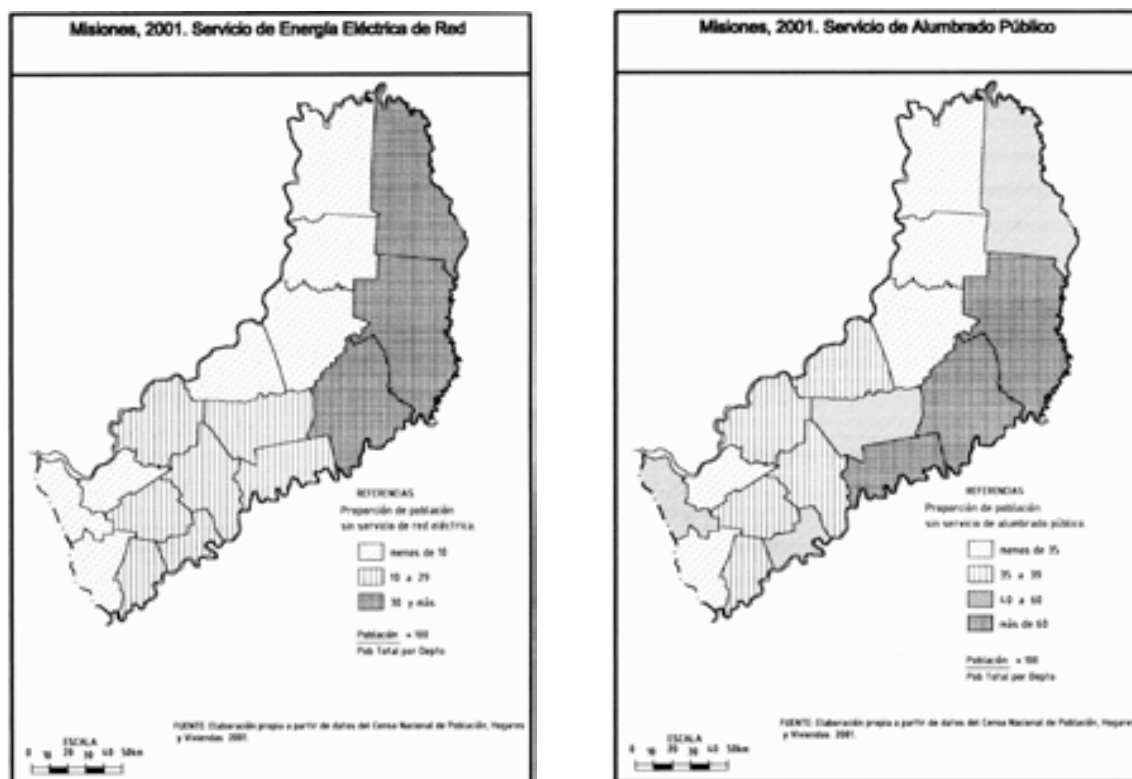 Misiones, 2001. Servicio de Energía Eléctrica de Red
REFERENCIAS
Proporción de población
sin servicio de red eléctrica.
menos de 10
10 a 29
30 y más
Población × 100
Pob Total por Depto
FUENTE: Elaboración propia a partir de datos del Censo Nacional de Población, Hogares
y Viviendas 2001.
ESCALA
0 10 20 30 40 50km
Misiones, 2001. Servicio de Alumbrado Público
REFERENCIAS
Proporción de población
sin servicio de alumbrado público
menos de 35
35 a 39
40 a 60
más de 60
Población × 100
Pob Total por Depto
FUENTE: Elaboración propia a partir de datos del Censo Nacional de Población, Hogares
y Viviendas 2001.
ESCALA
0 10 20 30 40 50km